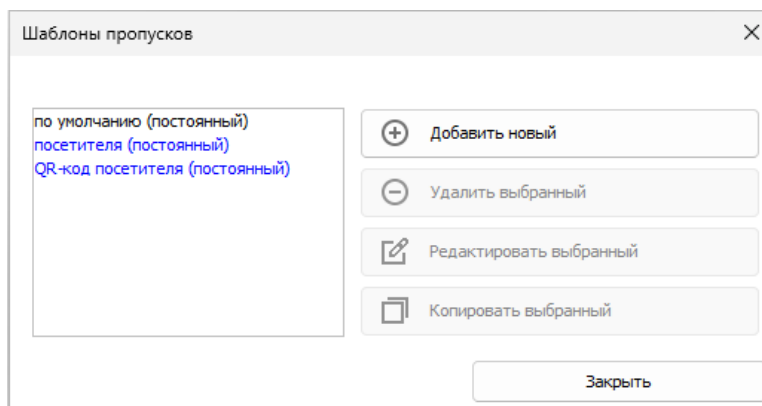 Шаблоны пропусков
по умолчанию (постоянный)
посетителя (постоянный)
QR-код посетителя (постоянный)
Добавить новый
Удалить выбранный
Редактировать выбранный
Копировать выбранный
Закрыть